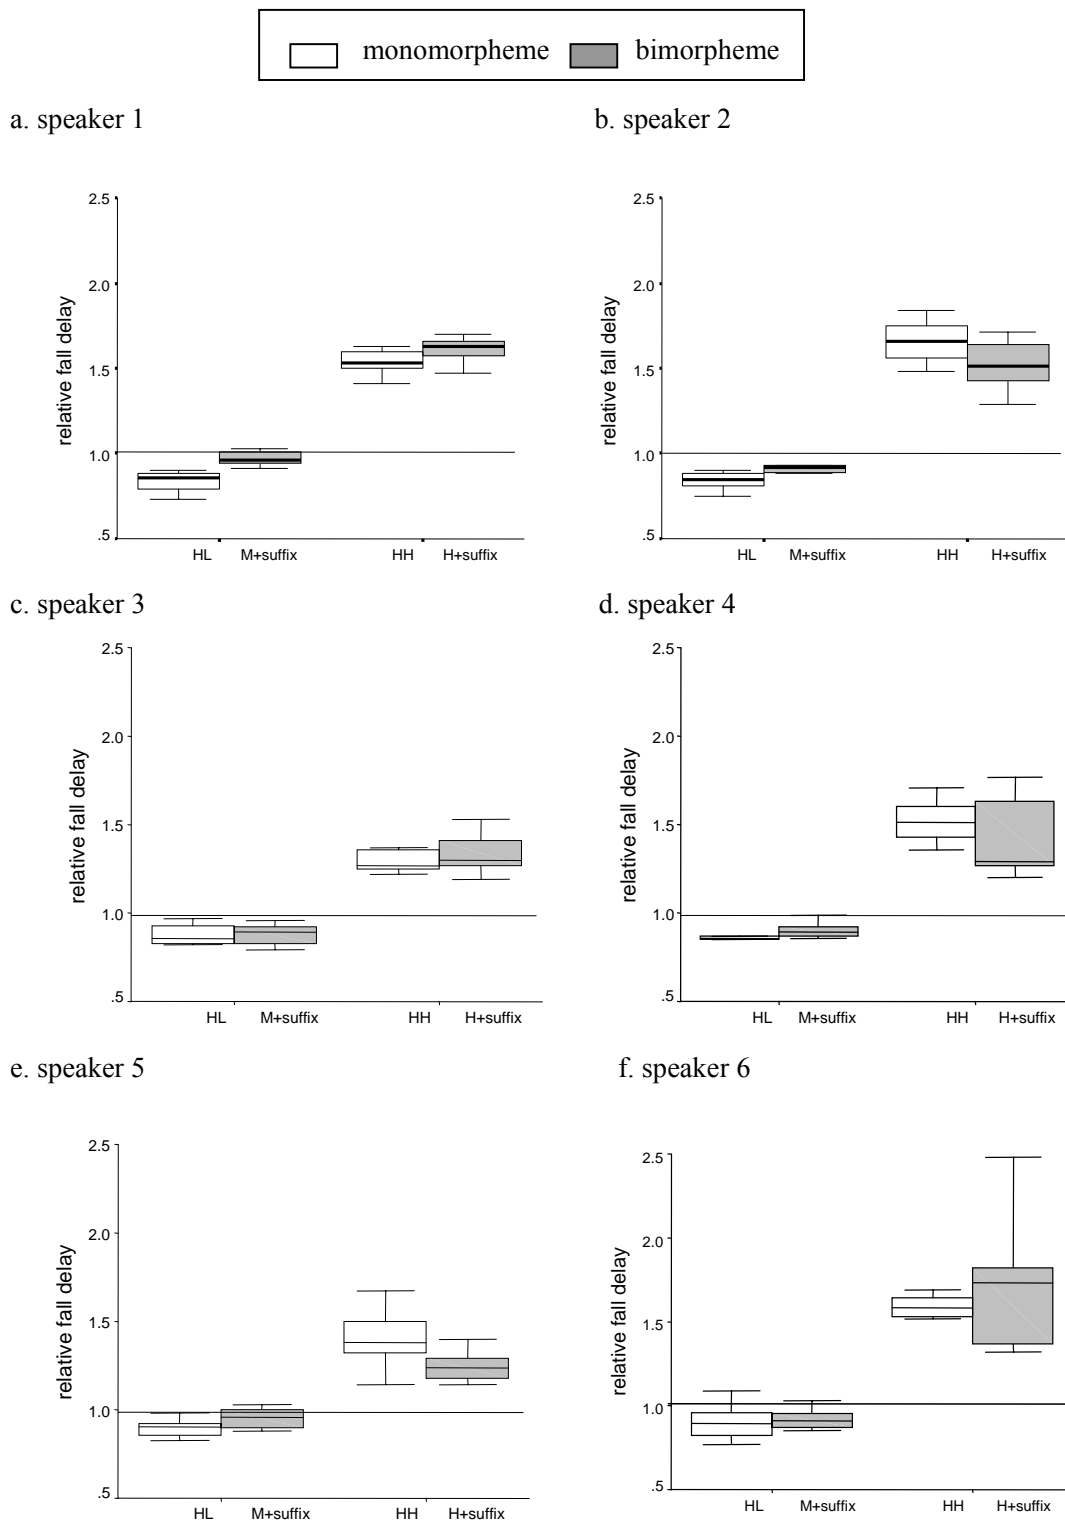 monomorpheme bimorpheme
a. speaker 1
b. speaker 2
2.5
2.0
1.5
1.0
.5
relative fall delay
HL M+suffix HH H+suffix
2.5
2.0
1.5
1.0
.5
relative fall delay
HL M+suffix HH H+suffix
c. speaker 3
d. speaker 4
2.5
2.0
1.5
1.0
.5
relative fall delay
HL M+suffix HH H+suffix
2.5
2.0
1.5
1.0
.5
relative fall delay
HL M+suffix HH H+suffix
e. speaker 5
f. speaker 6
2.5
2.0
1.5
1.0
.5
relative fall delay
HL M+suffix HH H+suffix
2.5
2.0
1.5
1.0
.5
relative fall delay
HL M+suffix HH H+suffix